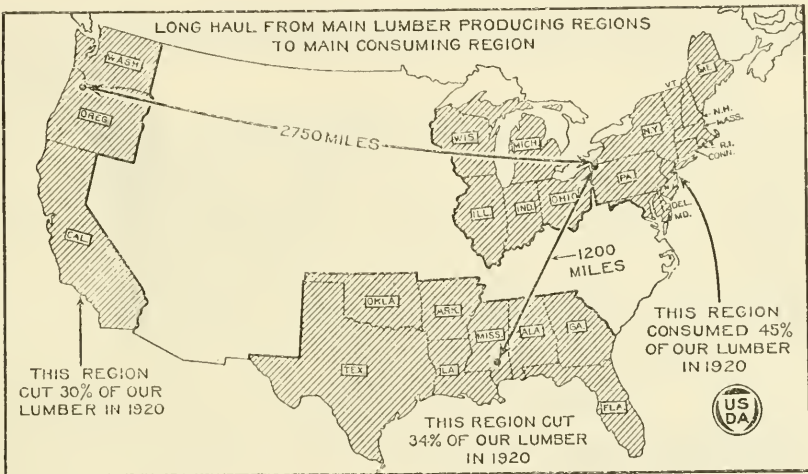 LONG HAUL FROM MAIN LUMBER PRODUCING REGIONS
TO MAIN CONSUMING REGION
WASH.
OREG.
CAL.
2750 MILES
WIS.
MICH.
ILL.
IND.
OHIO
VT.
ME.
N.H.
MASS.
N.Y.
R.I.
CONN.
PA.
N.J.
DEL.
MD.
1200
MILES
OKLA.
ARK.
TEX.
LA.
MISS.
ALA.
GA.
FLA.
THIS REGION
CUT 30% OF OUR
LUMBER IN 1920
THIS REGION CUT
34% OF OUR LUMBER
IN 1920
THIS REGION
CONSUMED 45%
OF OUR LUMBER
IN 1920
US
DA